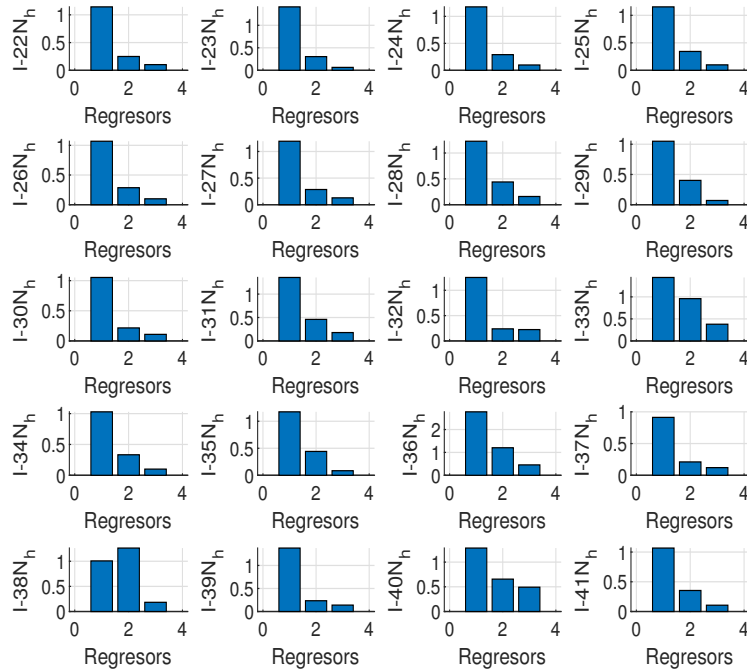 I-22N_h
1
0.5
0
0 2 4
Regresors
I-23N_h
1
0.5
0
0 2 4
Regresors
I-24N_h
1
0.5
0
0 2 4
Regresors
I-25N_h
1
0.5
0
0 2 4
Regresors
I-26N_h
1
0.5
0
0 2 4
Regresors
I-27N_h
1
0.5
0
0 2 4
Regresors
I-28N_h
1
0.5
0
0 2 4
Regresors
I-29N_h
1
0.5
0
0 2 4
Regresors
I-30N_h
1
0.5
0
0 2 4
Regresors
I-31N_h
1
0.5
0
0 2 4
Regresors
I-32N_h
1
0.5
0
0 2 4
Regresors
I-33N_h
1
0.5
0
0 2 4
Regresors
I-34N_h
1
0.5
0
0 2 4
Regresors
I-35N_h
1
0.5
0
0 2 4
Regresors
I-36N_h
2
1
0
0 2 4
Regresors
I-37N_h
1
0.5
0
0 2 4
Regresors
I-38N_h
1
0.5
0
0 2 4
Regresors
I-39N_h
1
0.5
0
0 2 4
Regresors
I-40N_h
1
0.5
0
0 2 4
Regresors
I-41N_h
1
0.5
0
0 2 4
Regresors